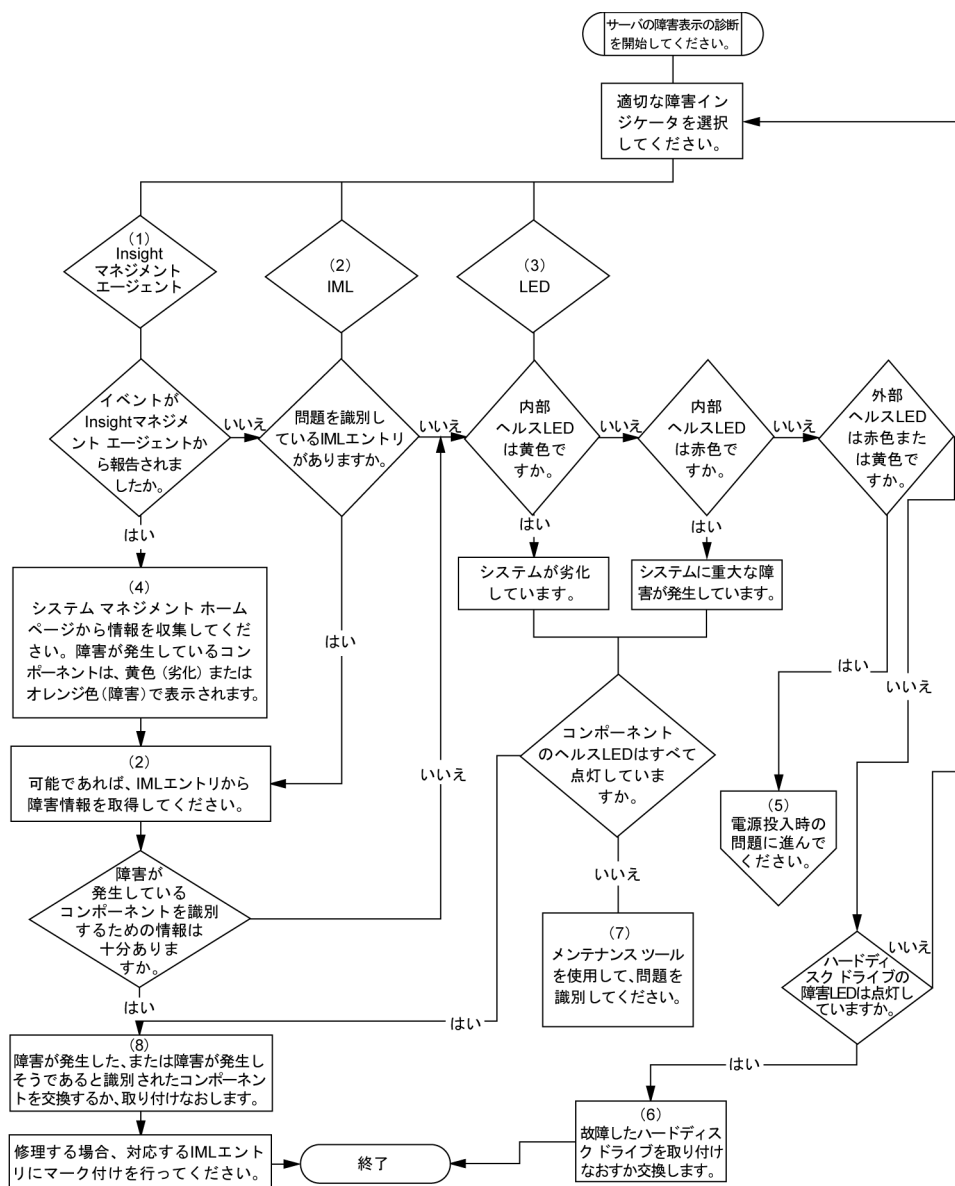 サーバの障害表示の診断
を開始してください。
適切な障害イン
ジケータを選択
してください。
(1)
Insight
マネジメント
エージェント
(2)
IML
(3)
LED
イベントが
Insightマネジメ
ント エージェントか
ら報告されま
したか。
いいえ
問題を識別し
ているIMLエントリ
がありますか。
いいえ
内部
ヘルスLED
は黄色で
すか。
いいえ
内部
ヘルスLED
は赤色で
すか。
いいえ
外部
ヘルスLED
は赤色また
は黄色で
すか。
はい
はい
はい
(4)
システム マネジメント ホーム
ページから情報を収集してくだ
さい。障害が発生しているコン
ポーネントは、黄色(劣化)または
オレンジ色(障害)で表示されます。
はい
システムが劣化
しています。
システムに重大な障
害が発生しています。
はい
いいえ
(2)
可能であれば、IMLエントリから
障害情報を取得してください。
いいえ
コンポーネント
のヘルスLEDはすべて
点灯していま
すか。
(5)
電源投入時の
問題に進んで
ください。
障害が
発生している
コンポーネントを識別
するための情報は
十分ありま
すか。
いいえ
(7)
メンテナンス ツール
を使用して、問題を
識別してください。
いいえ
ハードディ
スク ドライブの
障害LEDは点灯し
ていますか。
はい
はい
(8)
障害が発生した、または障害が発生し
そうであると識別されたコンポーネント
を交換するか、取り付けなおします。
はい
(6)
故障したハードディス
ク ドライブを取り付け
なおすか交換します。
修理する場合、対応するIMLエント
リにマーク付けを行ってください。
終了